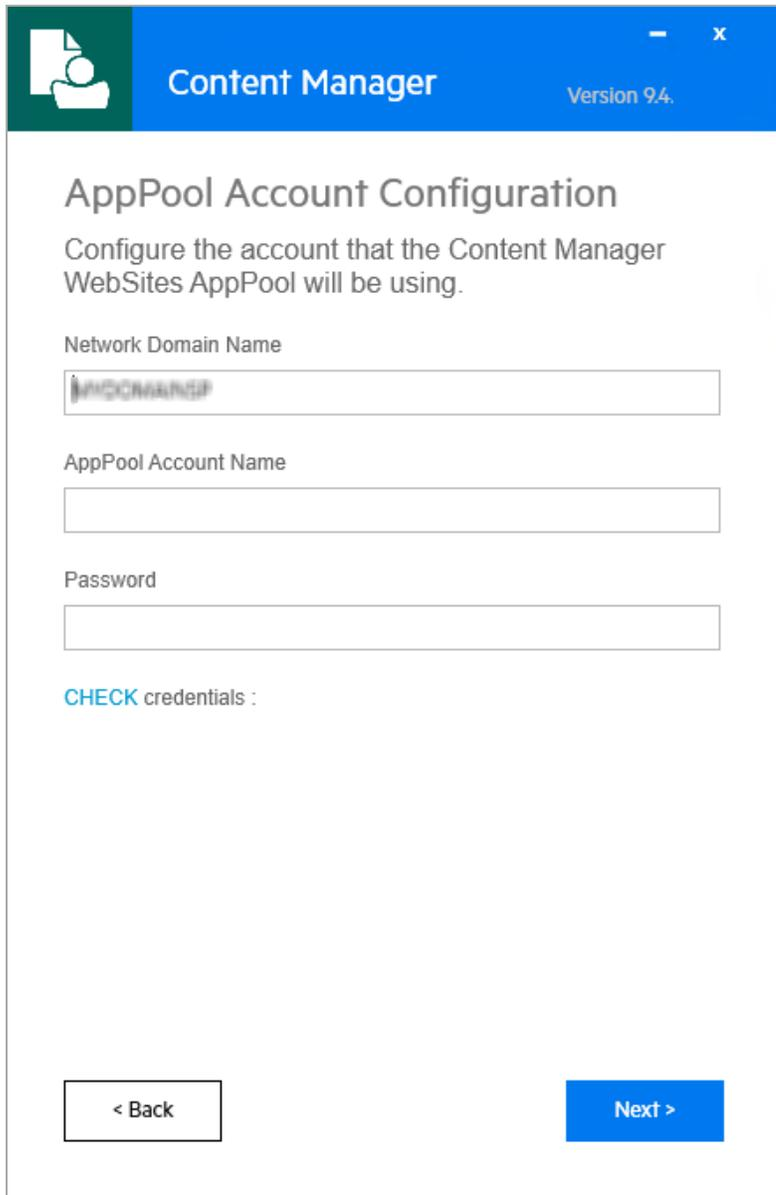 x
Content Manager
Version 9.4.
AppPool Account Configuration
Configure the account that the Content Manager
WebSites AppPool will be using.
Network Domain Name
AppPool Account Name
Password
CHECK credentials :
< Back
Next >